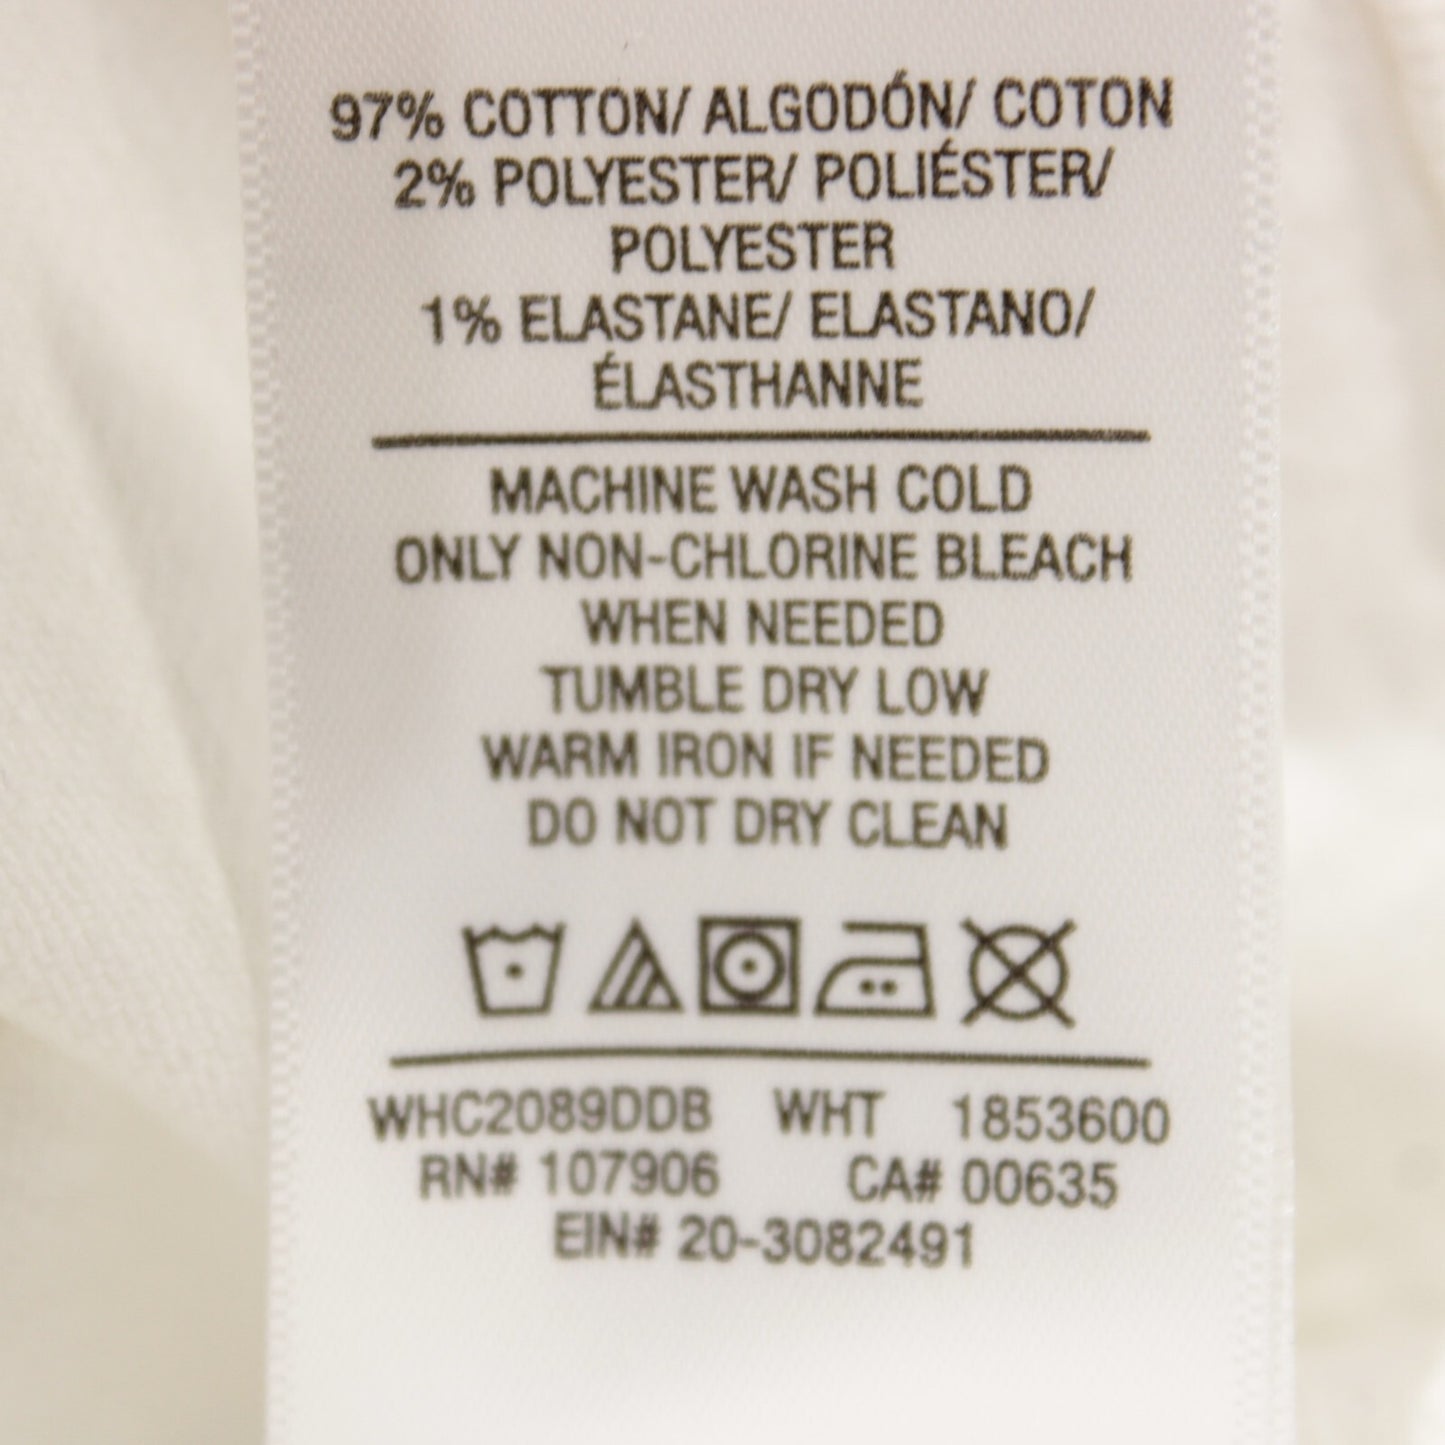 97% COTTON/ ALGODÓN/ COTON
2% POLYESTER/ POLIÉSTER/
POLYESTER
1% ELASTANE/ ELASTANO/
ÉLASTHANNE
MACHINE WASH COLD
ONLY NON-CHLORINE BLEACH
WHEN NEEDED
TUMBLE DRY LOW
WARM IRON IF NEEDED
DO NOT DRY CLEAN
WHC2089DDB WHT 1853600
RN# 107906 CA# 00635
EIN# 20-3082491